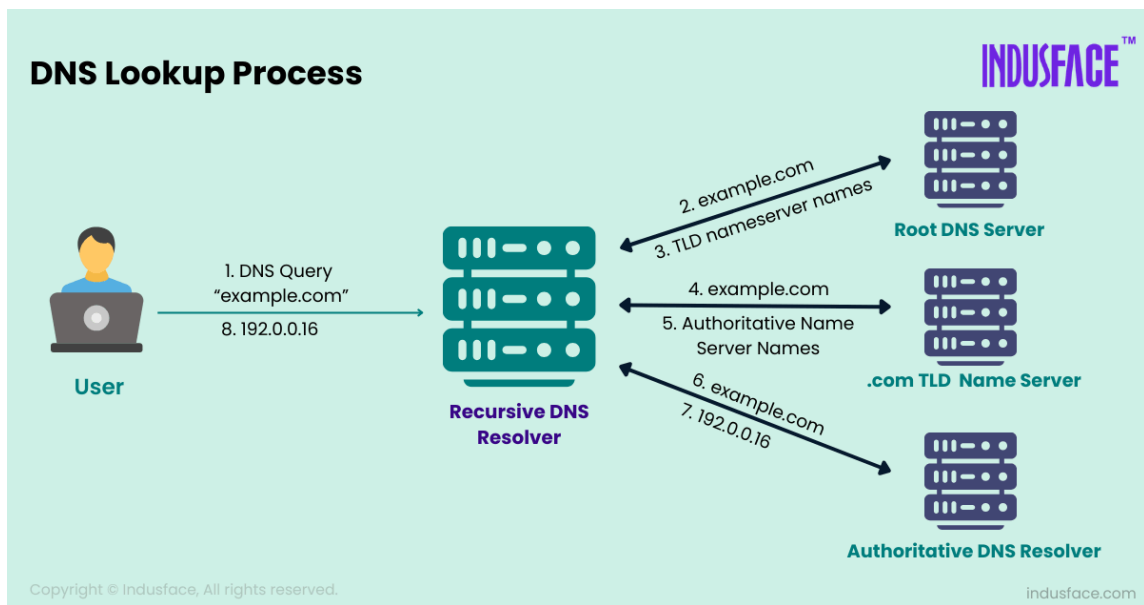 DNS Lookup Process
INDUSFACE™
1. DNS Query
“example.com”
8. 192.0.0.16
User
Recursive DNS
Resolver
2. example.com
3. TLD nameserver names
Root DNS Server
4. example.com
5. Authoritative Name
Server Names
.com TLD  Name Server
6. example.com
7. 192.0.0.16
Authoritative DNS Resolver
Copyright © Indusface, All rights reserved.
indusface.com